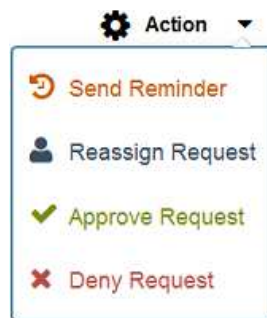 Action
Send Reminder
Reassign Request
Approve Request
Deny Request